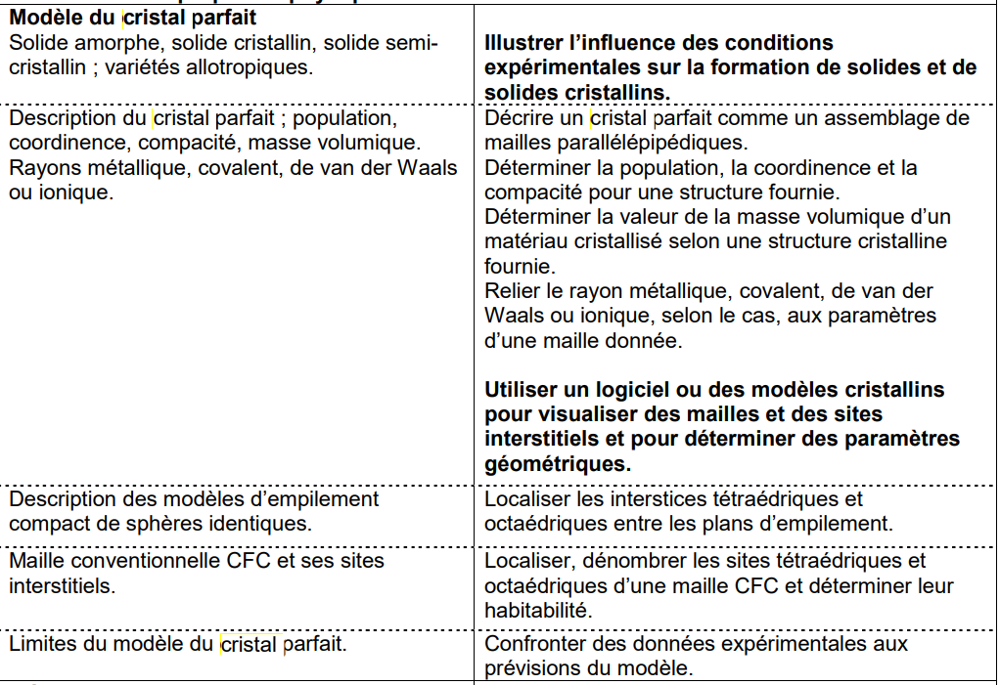 Modèle du cristal parfait
Solide amorphe, solide cristallin, solide semi-
cristallin ; variétés allotropiques.
Illustrer l'influence des conditions
expérimentales sur la formation de solides et de
solides cristallins.
Description du cristal parfait ; population,
coordinence, compacité, masse volumique.
Rayons métallique, covalent, de van der Waals
ou ionique.
Décrire un cristal parfait comme un assemblage de
mailles parallélépipédiques.
Déterminer la population, la coordinence et la
compacité pour une structure fournie.
Déterminer la valeur de la masse volumique d'un
matériau cristallisé selon une structure cristalline
fournie.
Relier le rayon métallique, covalent, de van der
Waals ou ionique, selon le cas, aux paramètres
d'une maille donnée.
Utiliser un logiciel ou des modèles cristallins
pour visualiser des mailles et des sites
interstitiels et pour déterminer des paramètres
géométriques.
Description des modèles d'empilement
compact de sphères identiques.
Localiser les interstices tétraédriques et
octaédriques entre les plans d'empilement.
Maille conventionnelle CFC et ses sites
interstitiels.
Localiser, dénombrer les sites tétraédriques et
octaédriques d'une maille CFC et déterminer leur
habitabilité.
Limites du modèle du cristal parfait.
Confronter des données expérimentales aux
prévisions du modèle.